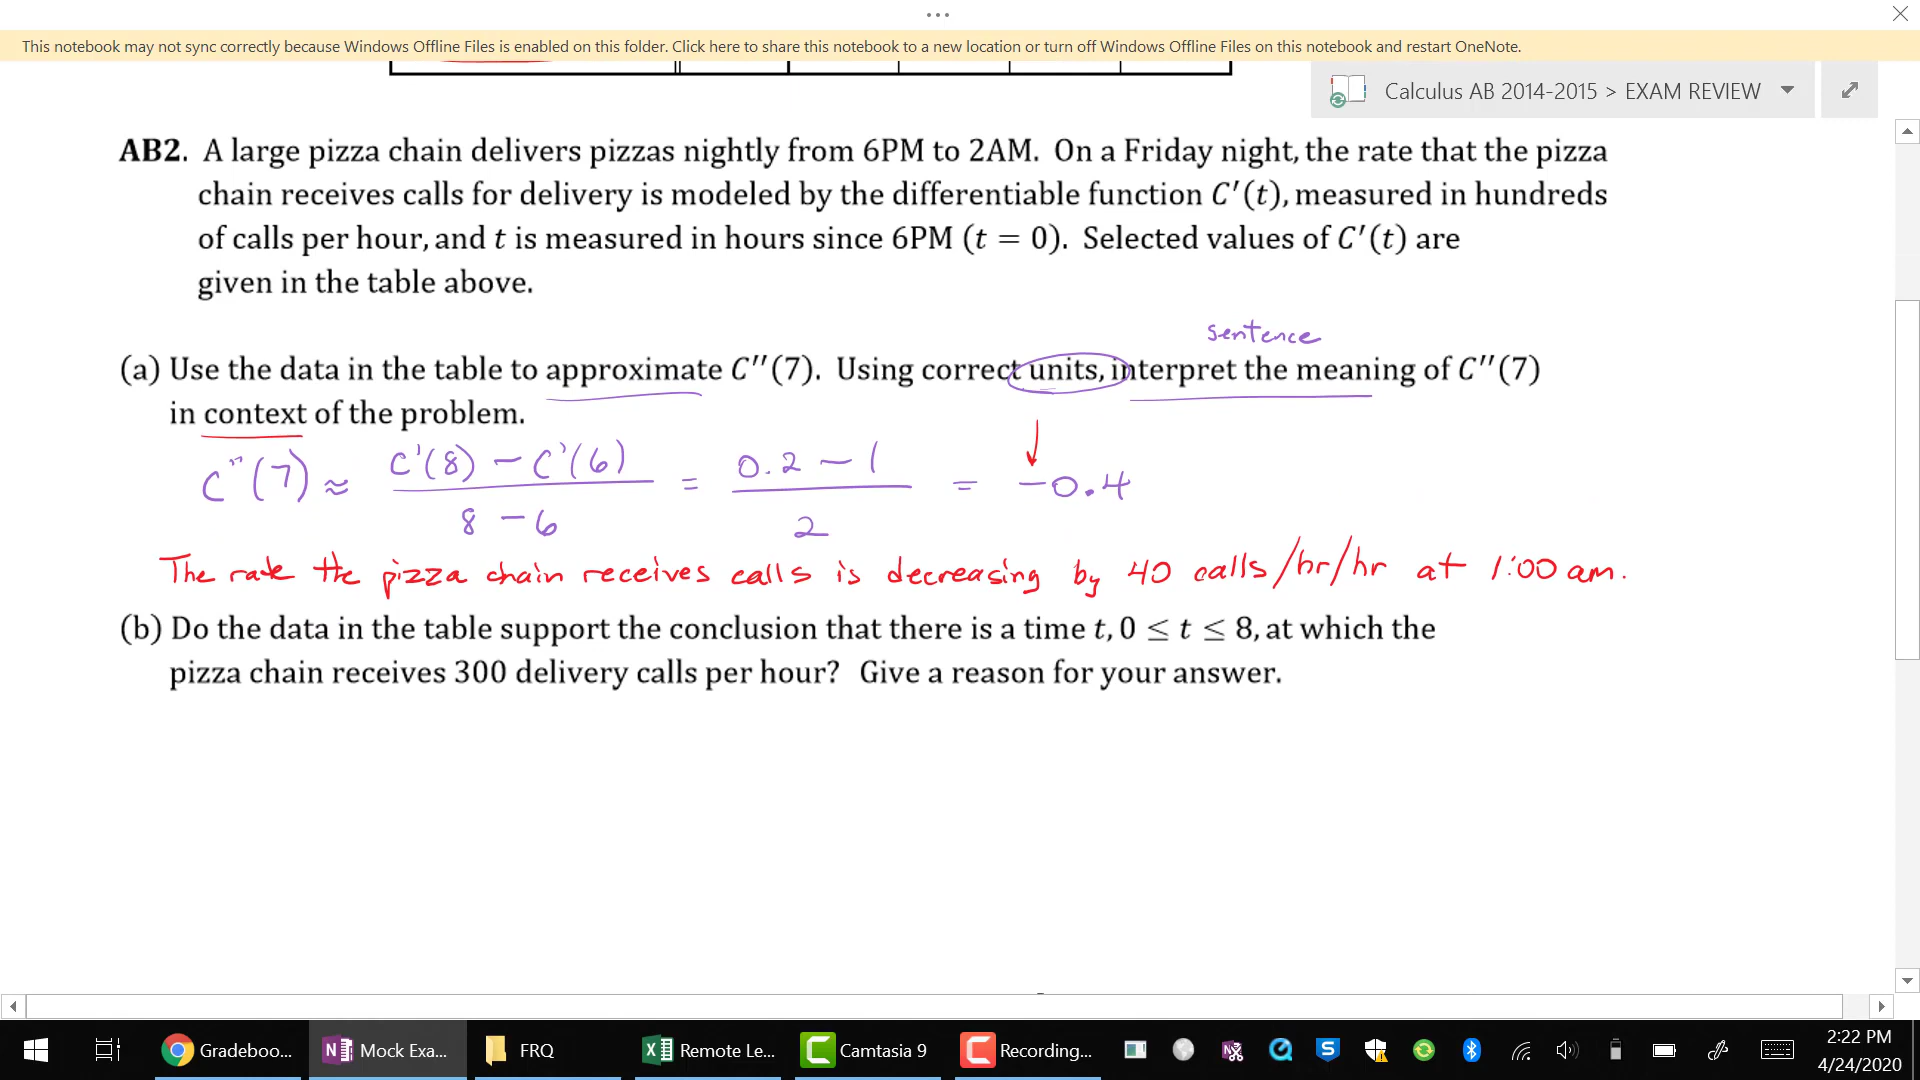 This notebook may not sync correctly because Windows Offline Files is enabled on this folder. Click here to share this notebook to a new location or turn off Windows Offline Files on this notebook and restart OneNote.
Calculus AB 2014-2015 > EXAM REVIEW
AB2. A large pizza chain delivers pizzas nightly from 6PM to 2AM. On a Friday night, the rate that the pizza
chain receives calls for delivery is modeled by the differentiable function C′(t), measured in hundreds
of calls per hour, and t is measured in hours since 6PM (t = 0). Selected values of C′(t) are
given in the table above.
sentence
(a) Use the data in the table to approximate C′′(7). Using correct units, interpret the meaning of C′′(7)
in context of the problem.
C''(7) ≈ C'(8) − C'(6) / 8 − 6 = 0.2 − 1 / 2 = −0.4
The rate the pizza chain receives calls is decreasing by 40 calls/hr/hr at 1:00 am.
(b) Do the data in the table support the conclusion that there is a time t, 0 ≤ t ≤ 8, at which the
pizza chain receives 300 delivery calls per hour? Give a reason for your answer.
Gradeboo... Mock Exa... FRQ Remote Le... Camtasia 9 Recording... 2:22 PM
4/24/2020